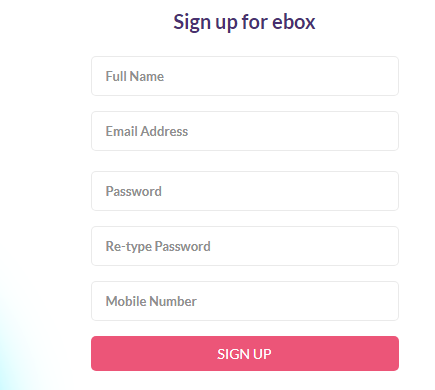 Sign up for ebox
Full Name
Email Address
Password
Re-type Password
Mobile Number
SIGN UP